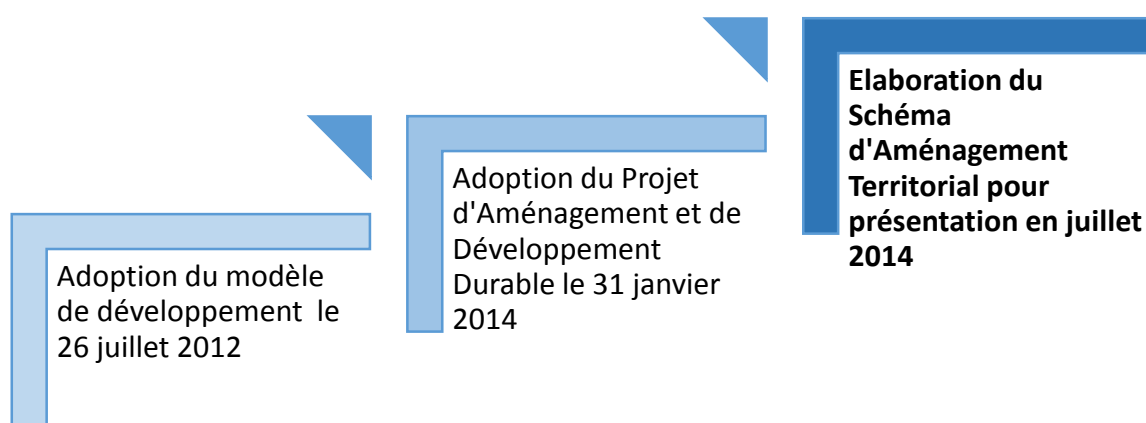 Adoption du modèle
de développement  le
26 juillet 2012
Adoption du Projet
d'Aménagement et de
Développement
Durable le 31 janvier
2014
Elaboration du
Schéma
d'Aménagement
Territorial pour
présentation en juillet
2014